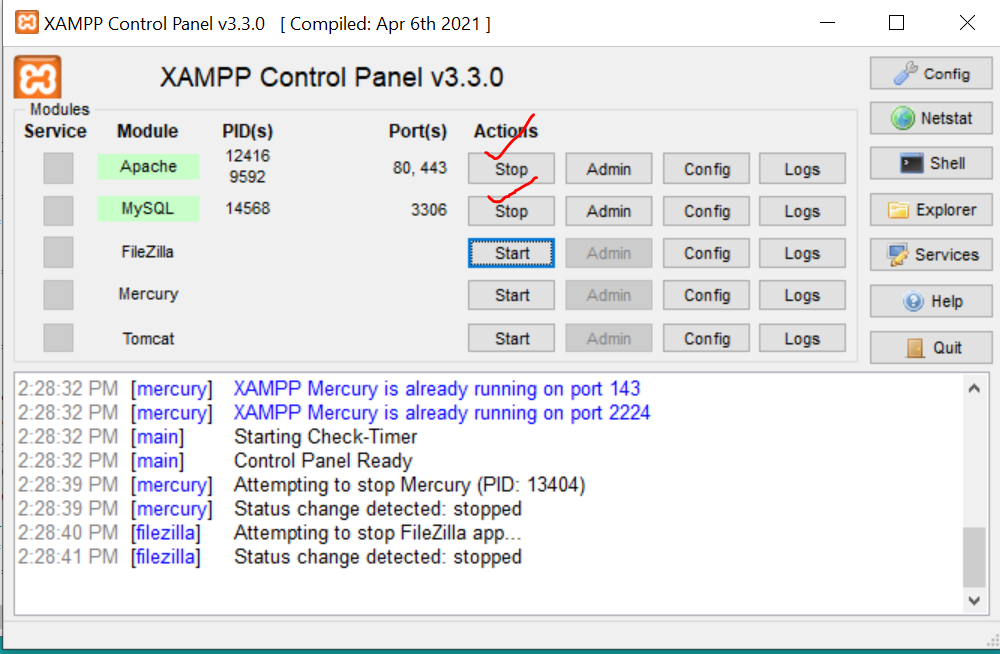 XAMPP Control Panel v3.3.0 [ Compiled: Apr 6th 2021 ]
XAMPP Control Panel v3.3.0
Config
Modules
Service Module PID(s) Port(s) Actions
Netstat
Apache 12416 9592 80, 443 Stop Admin Config Logs
Shell
MySQL 14568 3306 Stop Admin Config Logs
Explorer
FileZilla Start Admin Config Logs
Services
Mercury Start Admin Config Logs
Help
Tomcat Start Admin Config Logs
Quit
2:28:32 PM [mercury] XAMPP Mercury is already running on port 143
2:28:32 PM [mercury] XAMPP Mercury is already running on port 2224
2:28:32 PM [main] Starting Check-Timer
2:28:32 PM [main] Control Panel Ready
2:28:39 PM [mercury] Attempting to stop Mercury (PID: 13404)
2:28:39 PM [mercury] Status change detected: stopped
2:28:40 PM [filezilla] Attempting to stop FileZilla app...
2:28:41 PM [filezilla] Status change detected: stopped